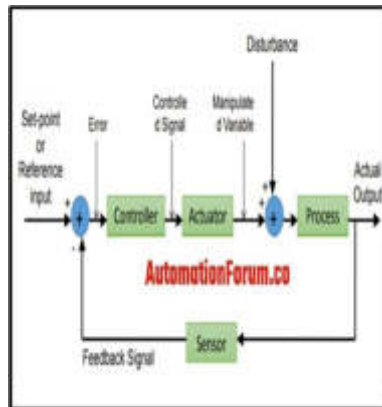 Disturbance
Set-point
or
Reference
input
Error
Controlle
d Signal
Manipulate
d Variable
Actual
Output
+
-
+
+
Controller
Actuator
Process
AutomationForum.co
Sensor
Feedback Signal